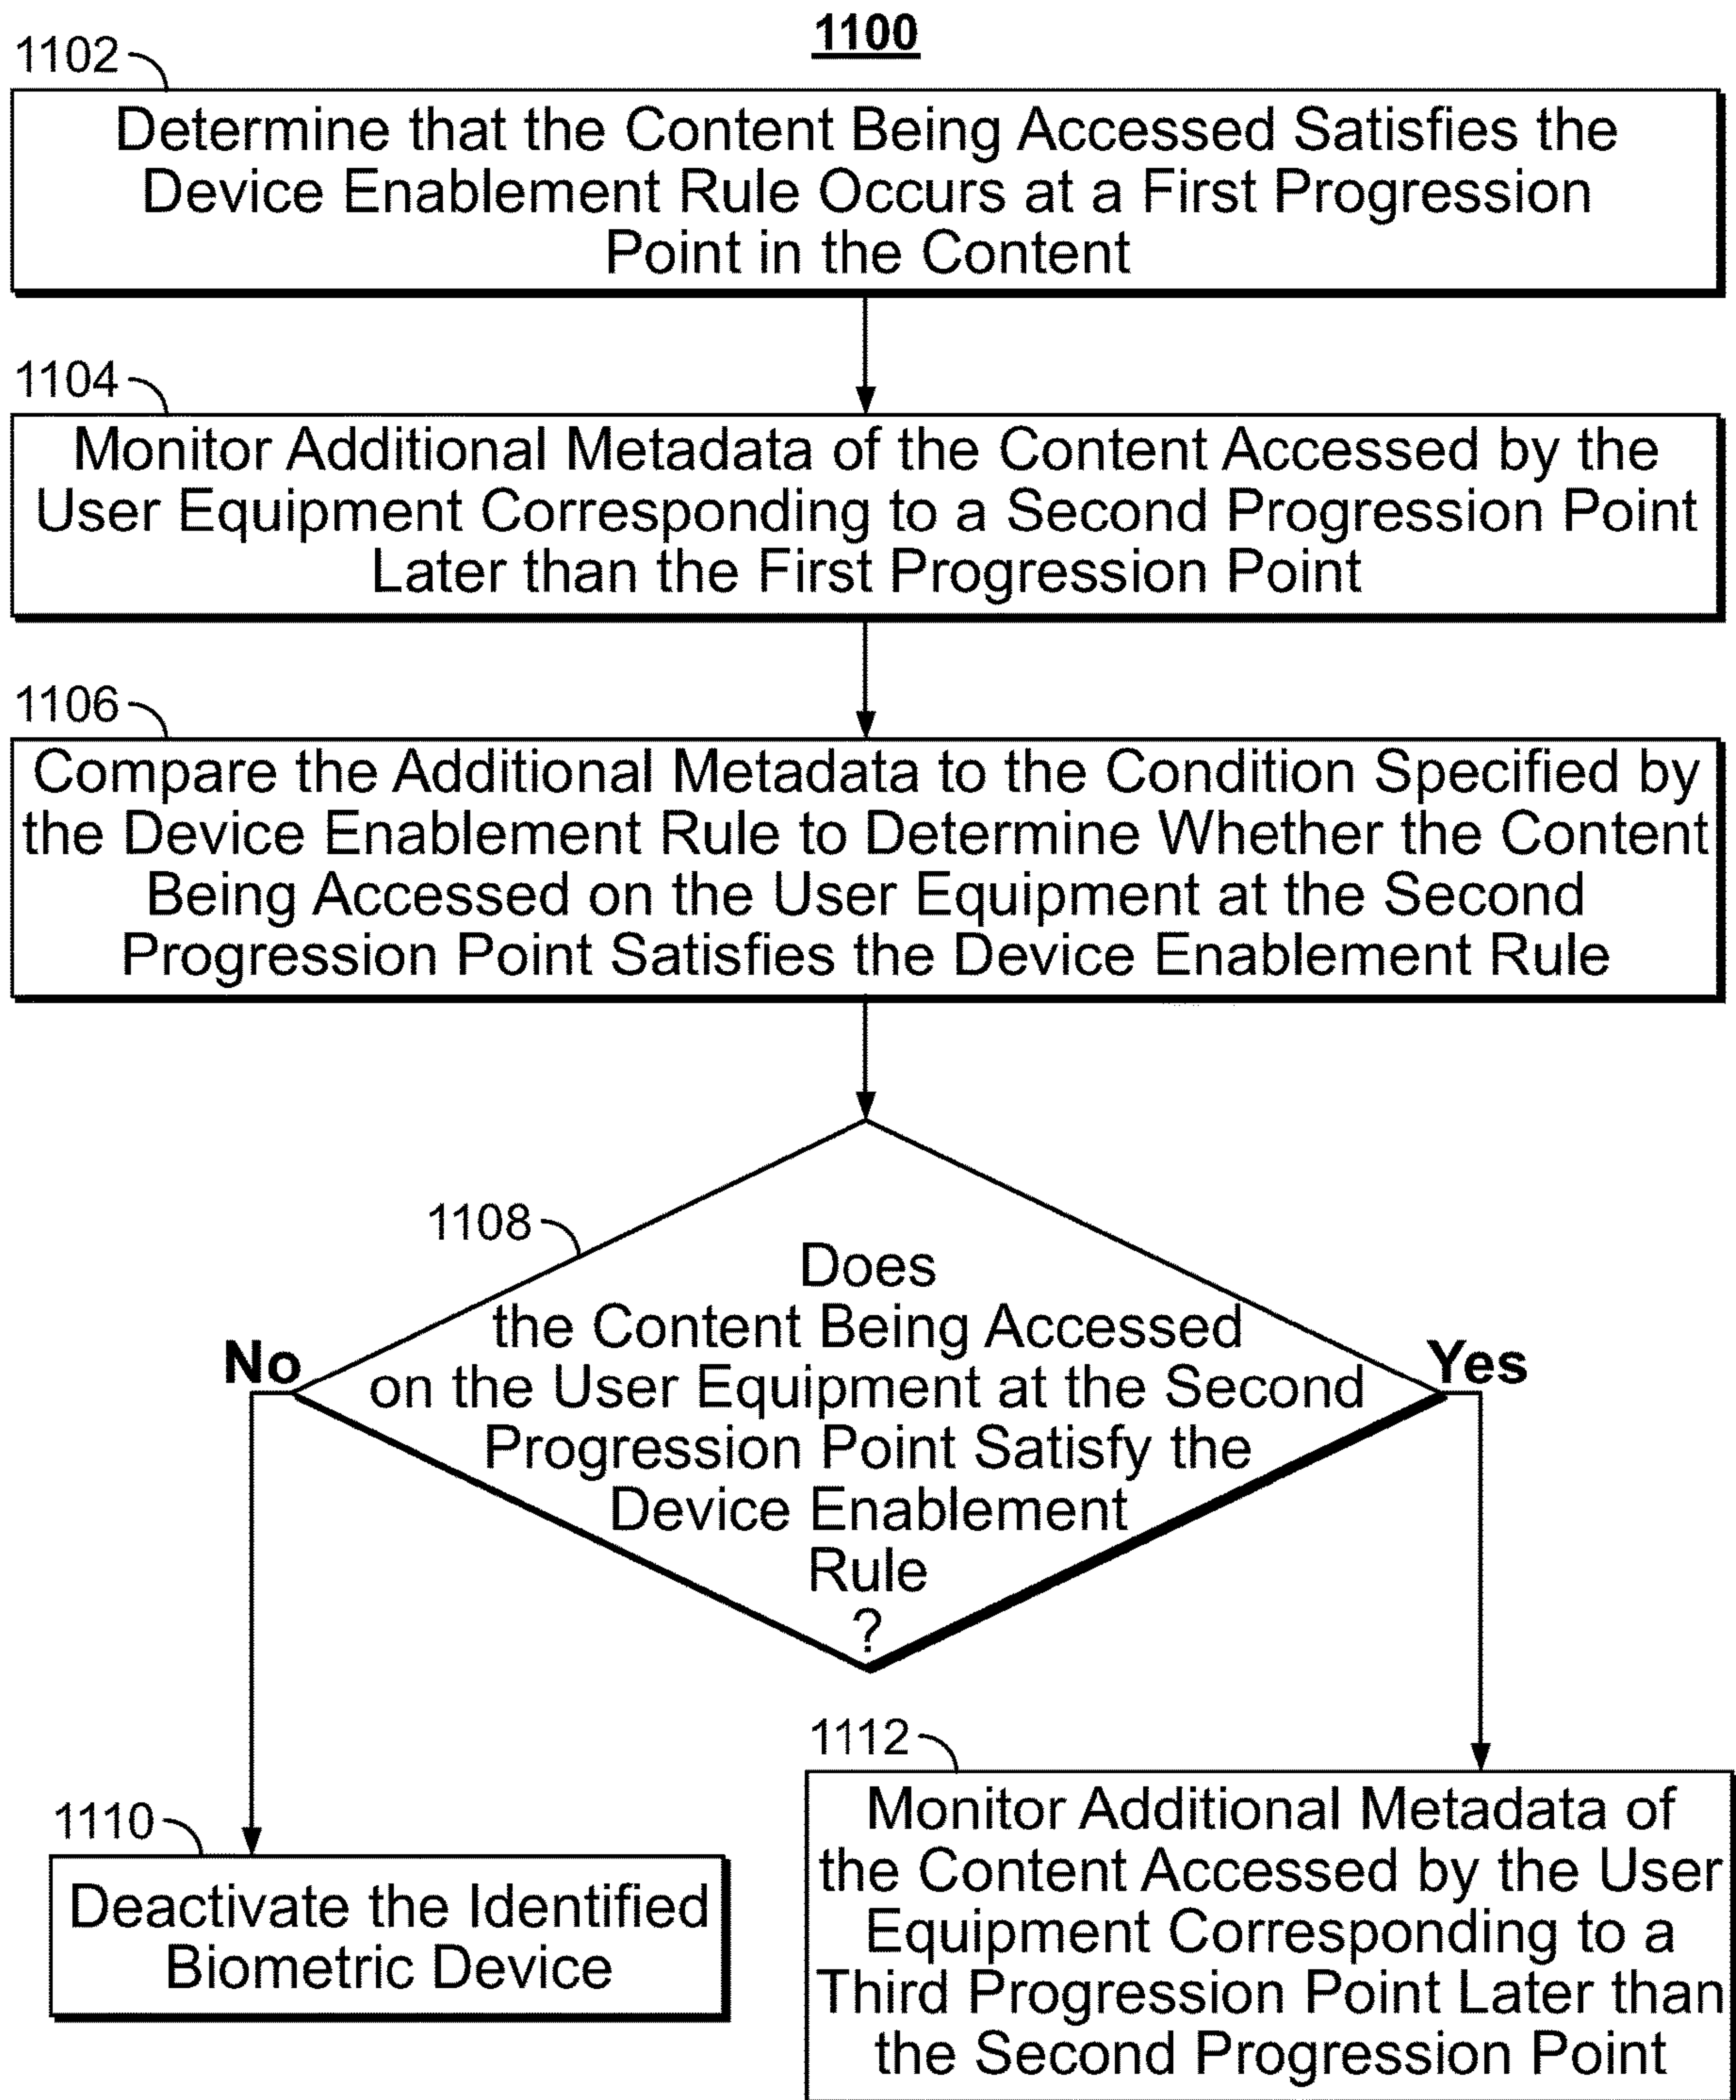 1100
1102
Determine that the Content Being Accessed Satisfies the
Device Enablement Rule Occurs at a First Progression
Point in the Content
1104
Monitor Additional Metadata of the Content Accessed by the
User Equipment Corresponding to a Second Progression Point
Later than the First Progression Point
1106
Compare the Additional Metadata to the Condition Specified by
the Device Enablement Rule to Determine Whether the Content
Being Accessed on the User Equipment at the Second
Progression Point Satisfies the Device Enablement Rule
1108
Does
the Content Being Accessed
on the User Equipment at the Second
Progression Point Satisfy the
Device Enablement
Rule
?
No
Yes
1110
Deactivate the Identified
Biometric Device
1112
Monitor Additional Metadata of
the Content Accessed by the User
Equipment Corresponding to a
Third Progression Point Later than
the Second Progression Point